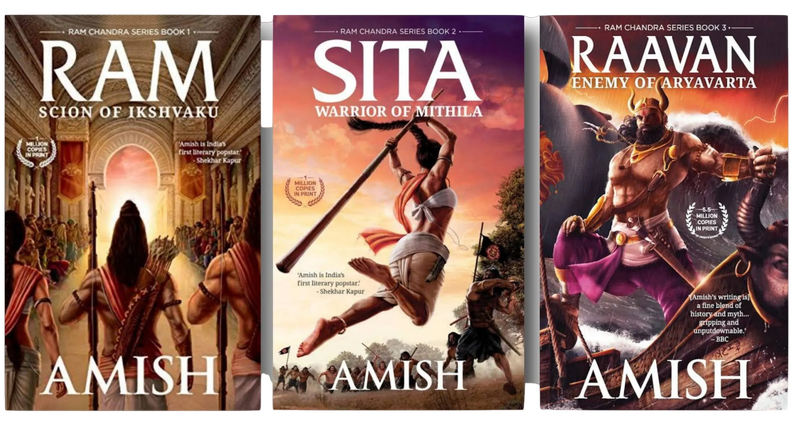 RAM CHANDRA SERIES BOOK 1
RAM
SCION OF IKSHVAKU
1
MILLION
COPIES
IN PRINT
'Amish is India's
first literary popstar.'
- Shekhar Kapur
AMISH
RAM CHANDRA SERIES BOOK 2
SITA
WARRIOR OF MITHILA
1
MILLION
COPIES
IN PRINT
'Amish is India's
first literary popstar.'
- Shekhar Kapur
AMISH
RAM CHANDRA SERIES BOOK 3
RAAVAN
ENEMY OF ARYAVARTA
5.5
MILLION
COPIES
IN PRINT
{Amish's writing}is
a fine blend of
history and myth...
gripping and
unputdownable.'
- BBC
AMISH